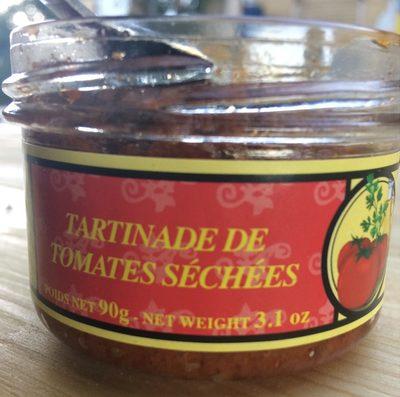 TARTINADE DE
TOMATES SÉCHÉES
POIDS NET 90g - NET WEIGHT 3.1 oz